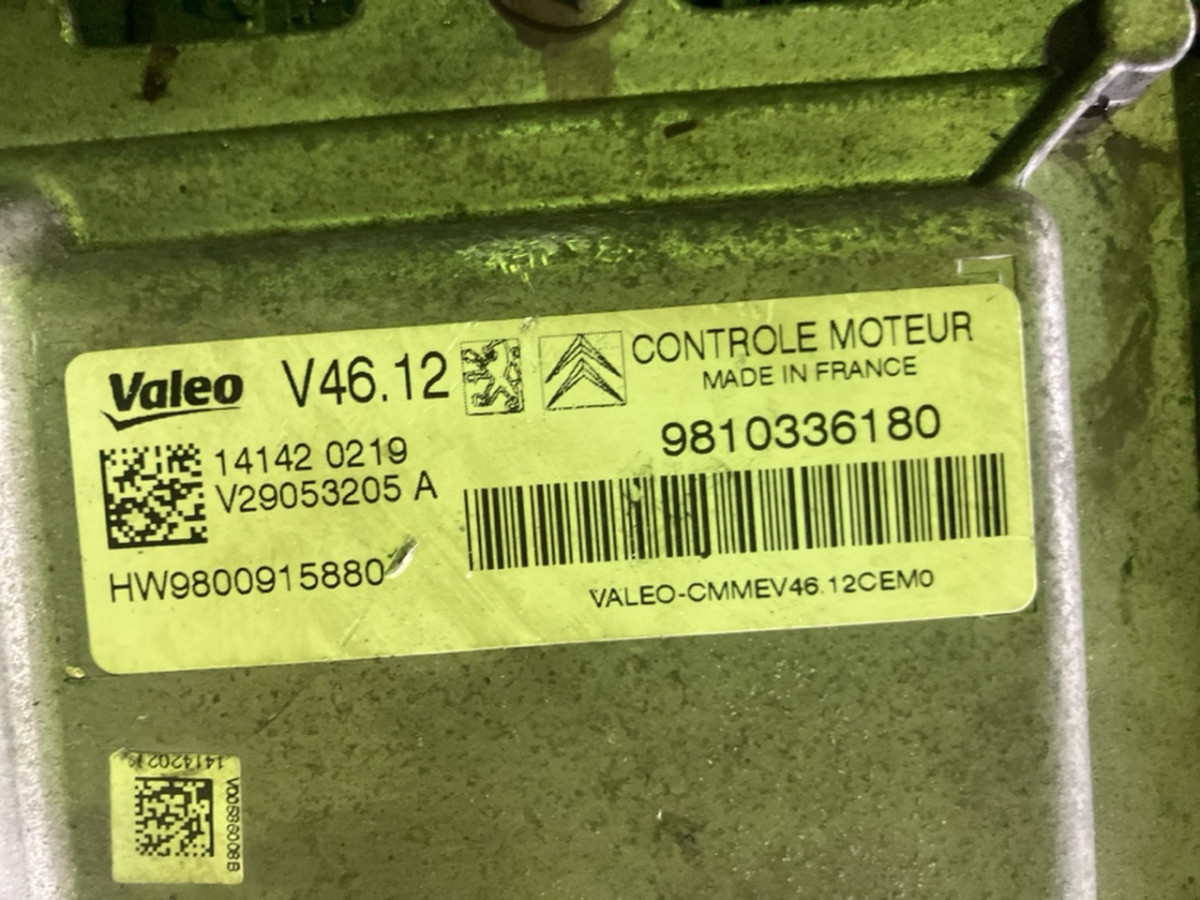 Valeo V46.12
CONTROLE MOTEUR
MADE IN FRANCE
14142 0219
V29053205 A
9810336180
HW9800915880
VALEO-CMMEV46.12CEM0